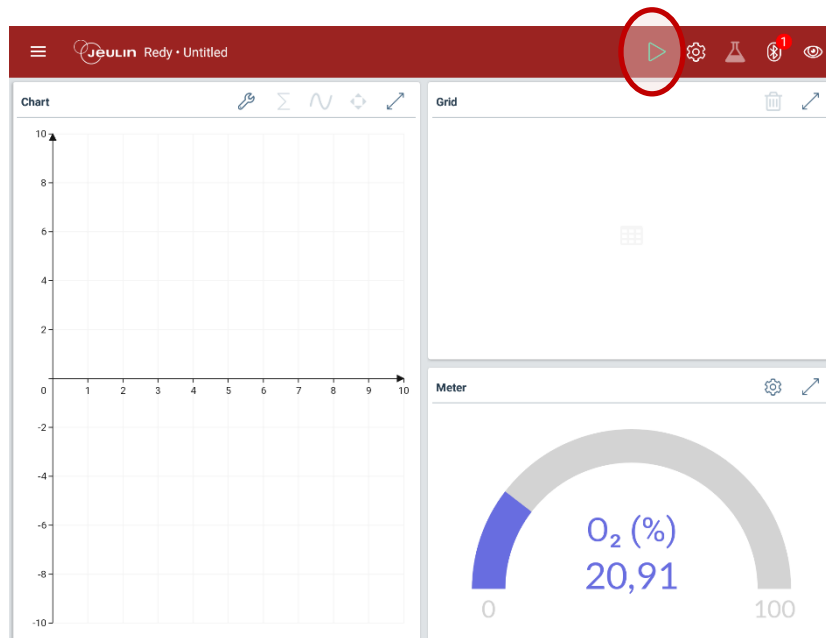 Jeulin Redy • Untitled
1
Chart
10
8
6
4
2
0 1 2 3 4 5 6 7 8 9 10
-2
-4
-6
-8
-10
Grid
Meter
O₂ (%)
20,91
0 100